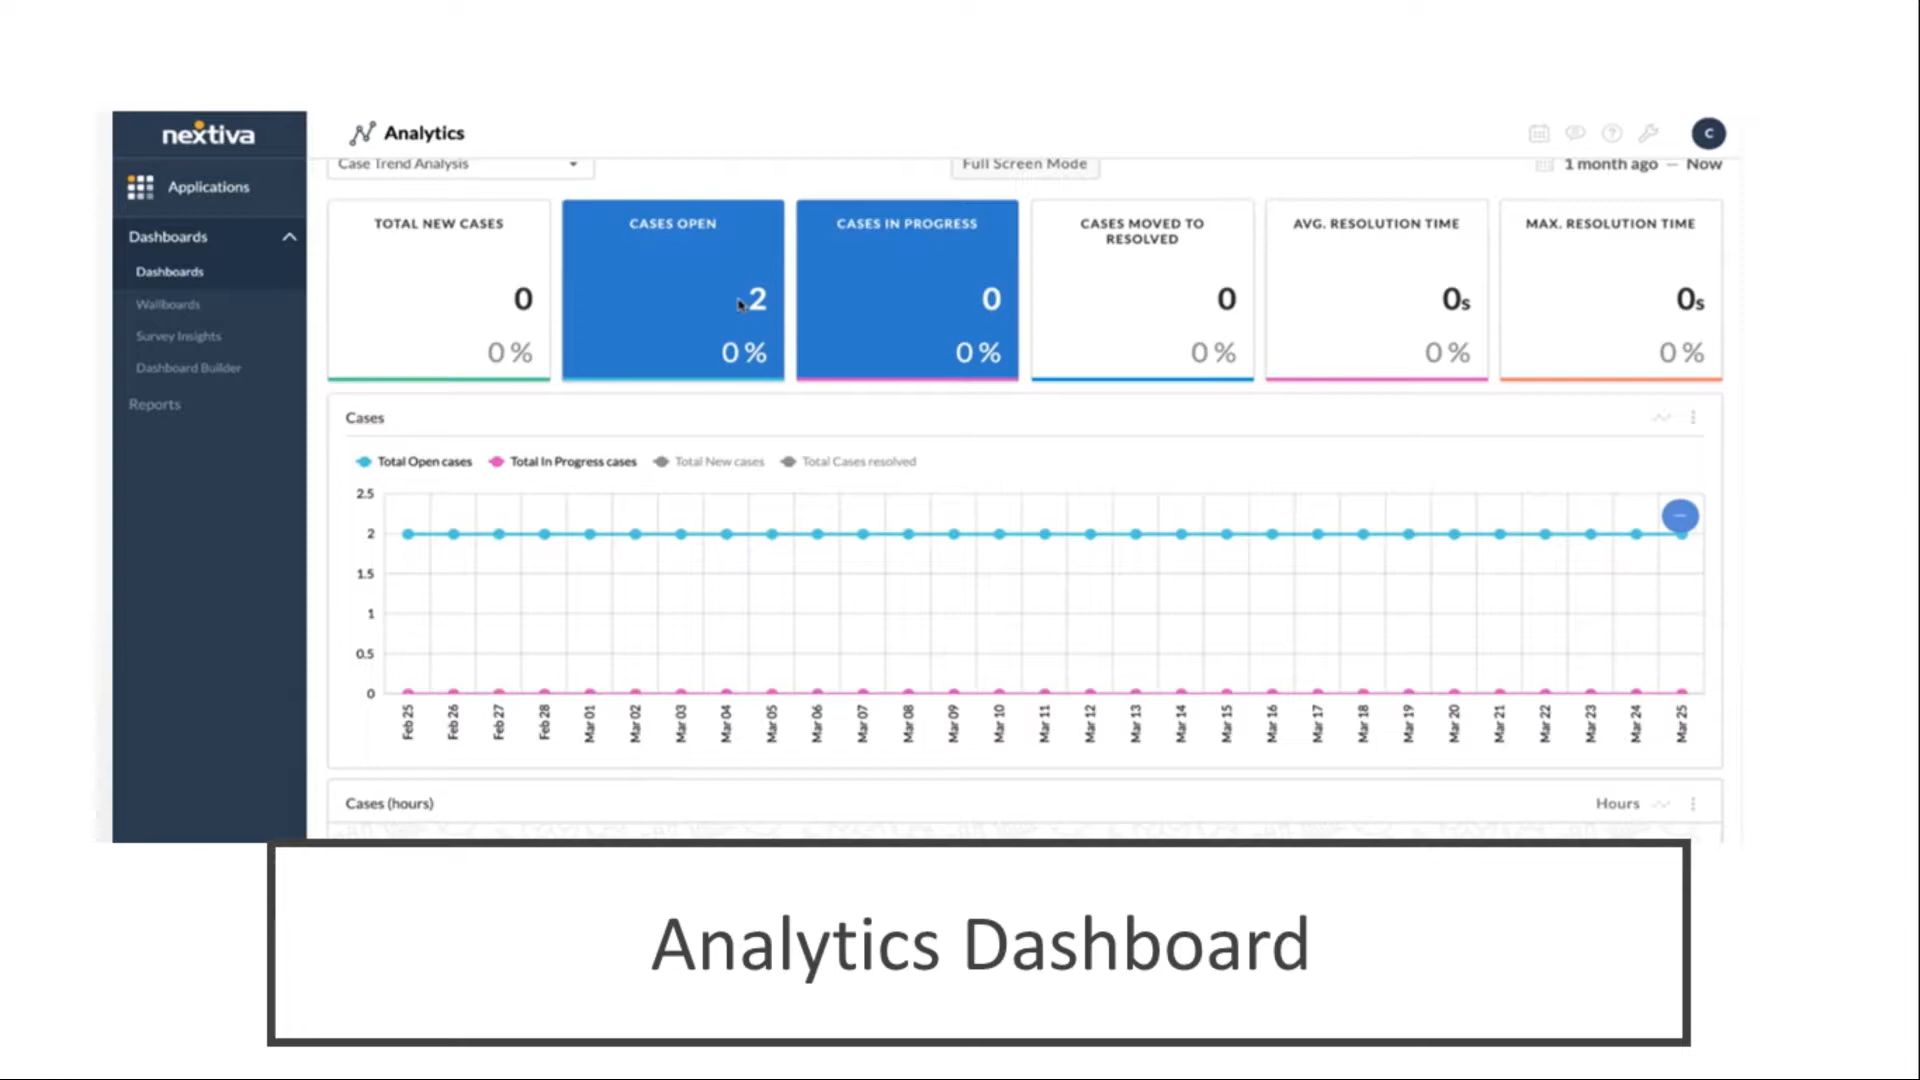 nextiva
Analytics
C
Applications
Case Trend Analysis
Full Screen Mode
1 month ago — Now
Dashboards
Dashboards
Wallboards
Survey Insights
Dashboard Builder
Reports
TOTAL NEW CASES
0
0 %
CASES OPEN
2
0 %
CASES IN PROGRESS
0
0 %
CASES MOVED TO
RESOLVED
0
0 %
AVG. RESOLUTION TIME
0s
0 %
MAX. RESOLUTION TIME
0s
0 %
Cases
Total Open cases Total In Progress cases Total New cases Total Cases resolved
2.5
2
1.5
1
0.5
0
Feb 25 Feb 26 Feb 27 Feb 28 Mar 01 Mar 02 Mar 03 Mar 04 Mar 05 Mar 06 Mar 07 Mar 08 Mar 09 Mar 10 Mar 11 Mar 12 Mar 13 Mar 14 Mar 15 Mar 16 Mar 17 Mar 18 Mar 19 Mar 20 Mar 21 Mar 22 Mar 23 Mar 24 Mar 25
Cases (hours) Hours
Analytics Dashboard